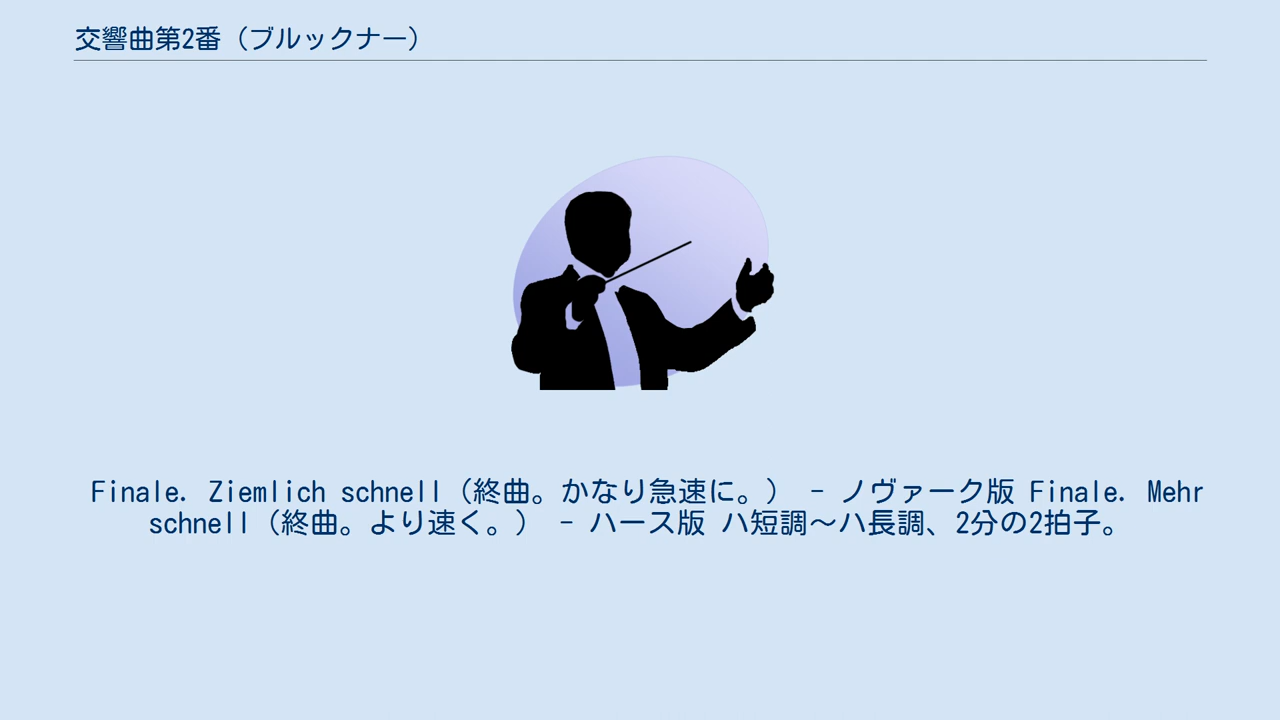 交響曲第2番（ブルックナー）
Finale. Ziemlich schnell（終曲。かなり急速に。） - ノヴァーク版 Finale. Mehr
schnell（終曲。より速く。） - ハース版 ハ短調〜ハ長調、2分の2拍子。